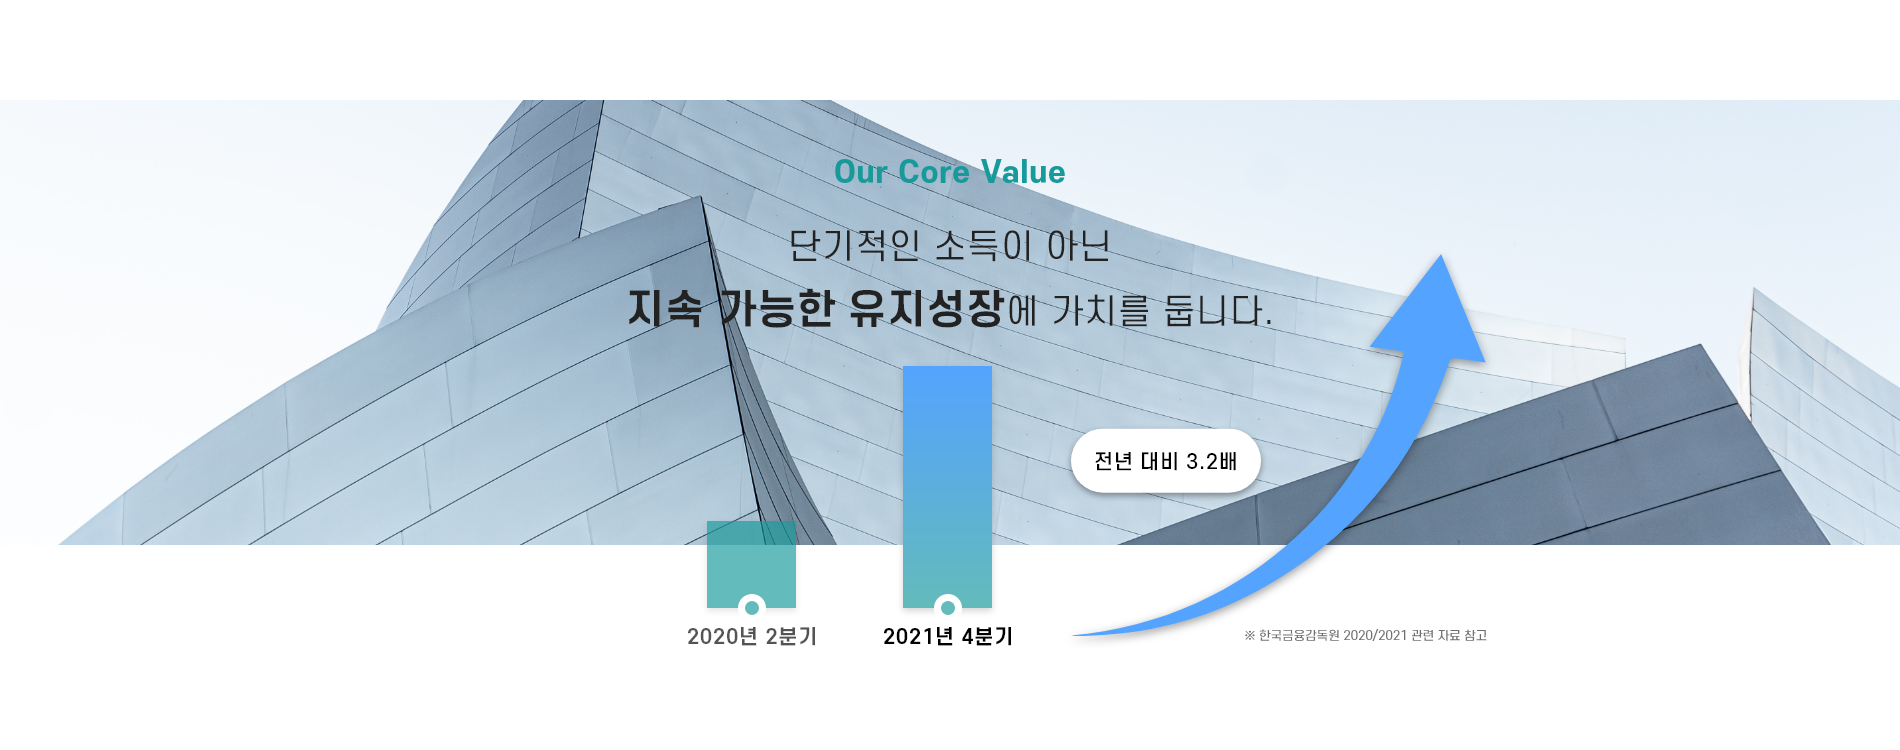 Our Core Value
단기적인 소득이 아닌
지속 가능한 유지성장에 가치를 둡니다.
전년 대비 3.2배
2020년 2분기
2021년 4분기
※ 한국금융감독원 2020/2021 관련 자료 참고